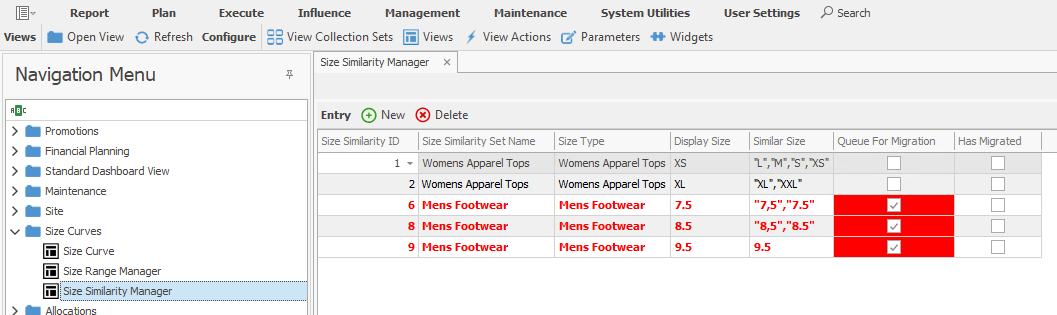 Report Plan Execute Influence Management Maintenance System Utilities User Settings Search
Views Open View Refresh Configure View Collection Sets Views View Actions Parameters Widgets
Navigation Menu
Size Similarity Manager ×
ABC
Entry New Delete
Promotions
Financial Planning
Standard Dashboard View
Maintenance
Site
Size Curves
Size Curve
Size Range Manager
Size Similarity Manager
Allocations
Size Similarity ID Size Similarity Set Name Size Type Display Size Similar Size Queue For Migration Has Migrated
1 Womens Apparel Tops Womens Apparel Tops XS "L","M","S","XS"
2 Womens Apparel Tops Womens Apparel Tops XL "XL","XXL"
6 Mens Footwear Mens Footwear 7.5 "7,5","7.5"
8 Mens Footwear Mens Footwear 8.5 "8,5","8.5"
9 Mens Footwear Mens Footwear 9.5 9.5